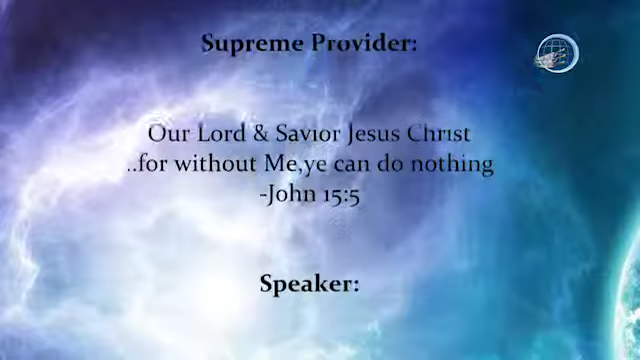 Supreme Provider:
Our Lord & Savior Jesus Christ
..for without Me,ye can do nothing
-John 15:5
Speaker: